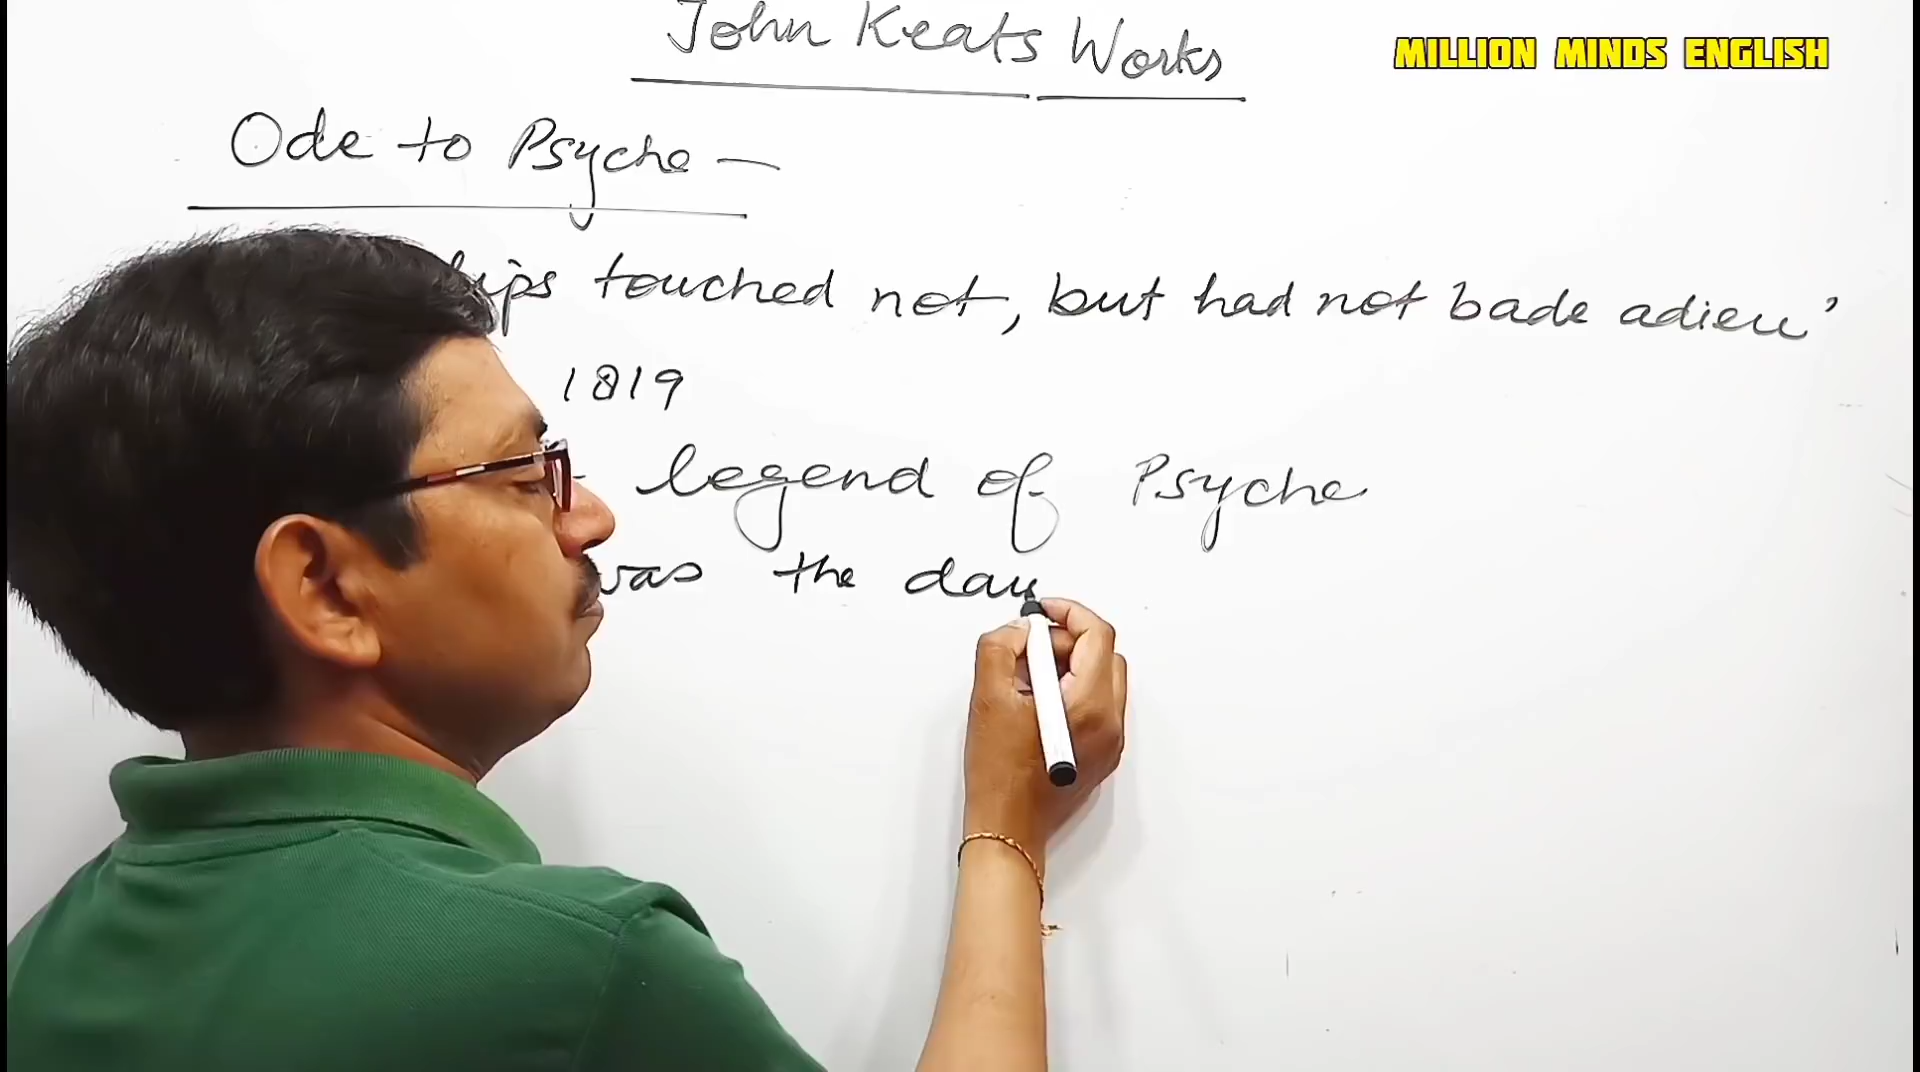 John Keats Works
MILLION MINDS ENGLISH
Ode to Psyche —
lips touched not, but had not bade adieu’
1819
- legend of Psyche
was the dau